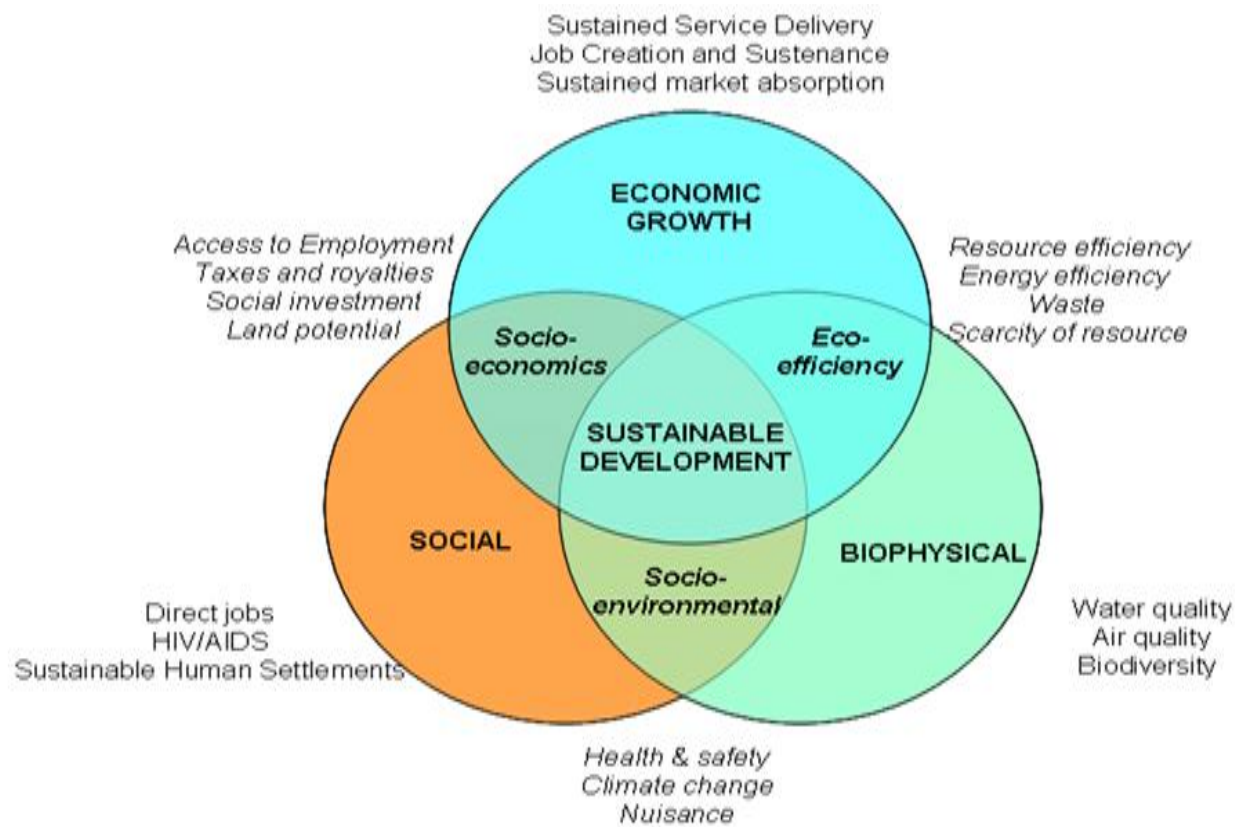 Sustained Service Delivery
Job Creation and Sustenance
Sustained market absorption
ECONOMIC
GROWTH
Access to Employment
Taxes and royalties
Social investment
Land potential
Resource efficiency
Energy efficiency
Waste
Scarcity of resource
Socio-
economics
Eco-
efficiency
SUSTAINABLE
DEVELOPMENT
SOCIAL
BIOPHYSICAL
Socio-
environmental
Direct jobs
HIV/AIDS
Sustainable Human Settlements
Water quality
Air quality
Biodiversity
Health & safety
Climate change
Nuisance